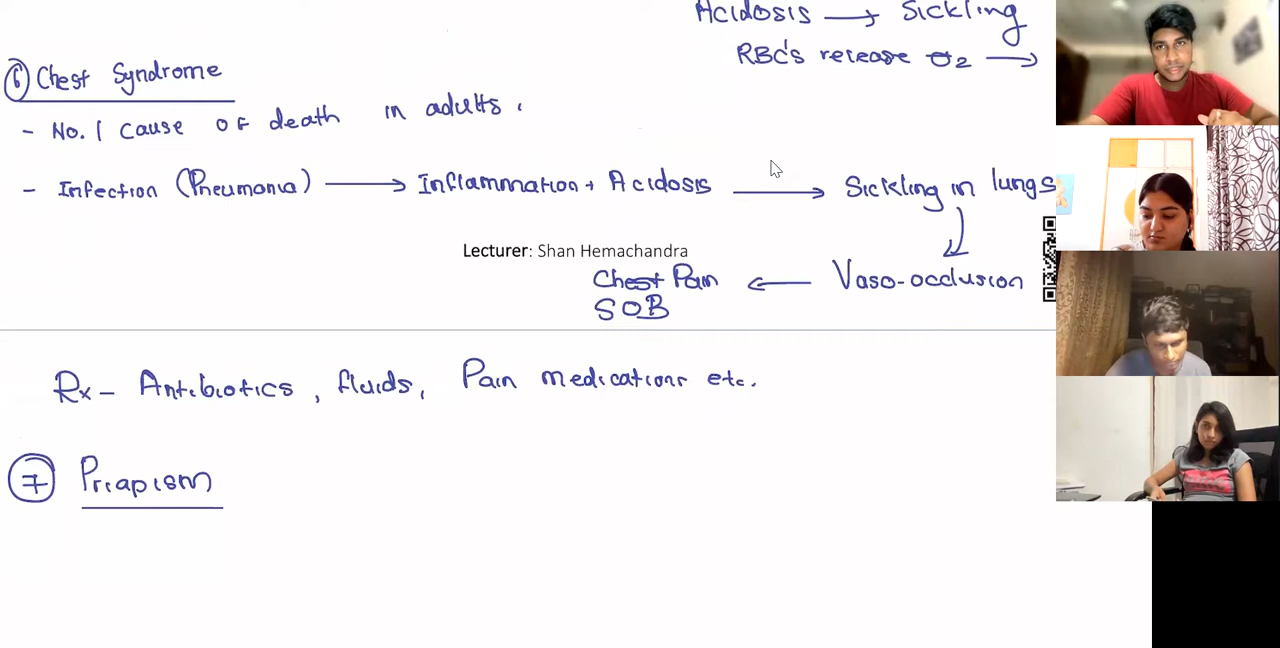 Acidosis → Sickling
RBC's release O2 →
⑥ Chest Syndrome
- No. 1 cause of death in adults.
- Infection (Pneumonia) → Inflammation + Acidosis → Sickling in lungs
Lecturer: Shan Hemachandra
Chest Pain ← Vaso-occlusion
SOB
Rx - Antibiotics, fluids, Pain medications etc.
⑦ Priapism